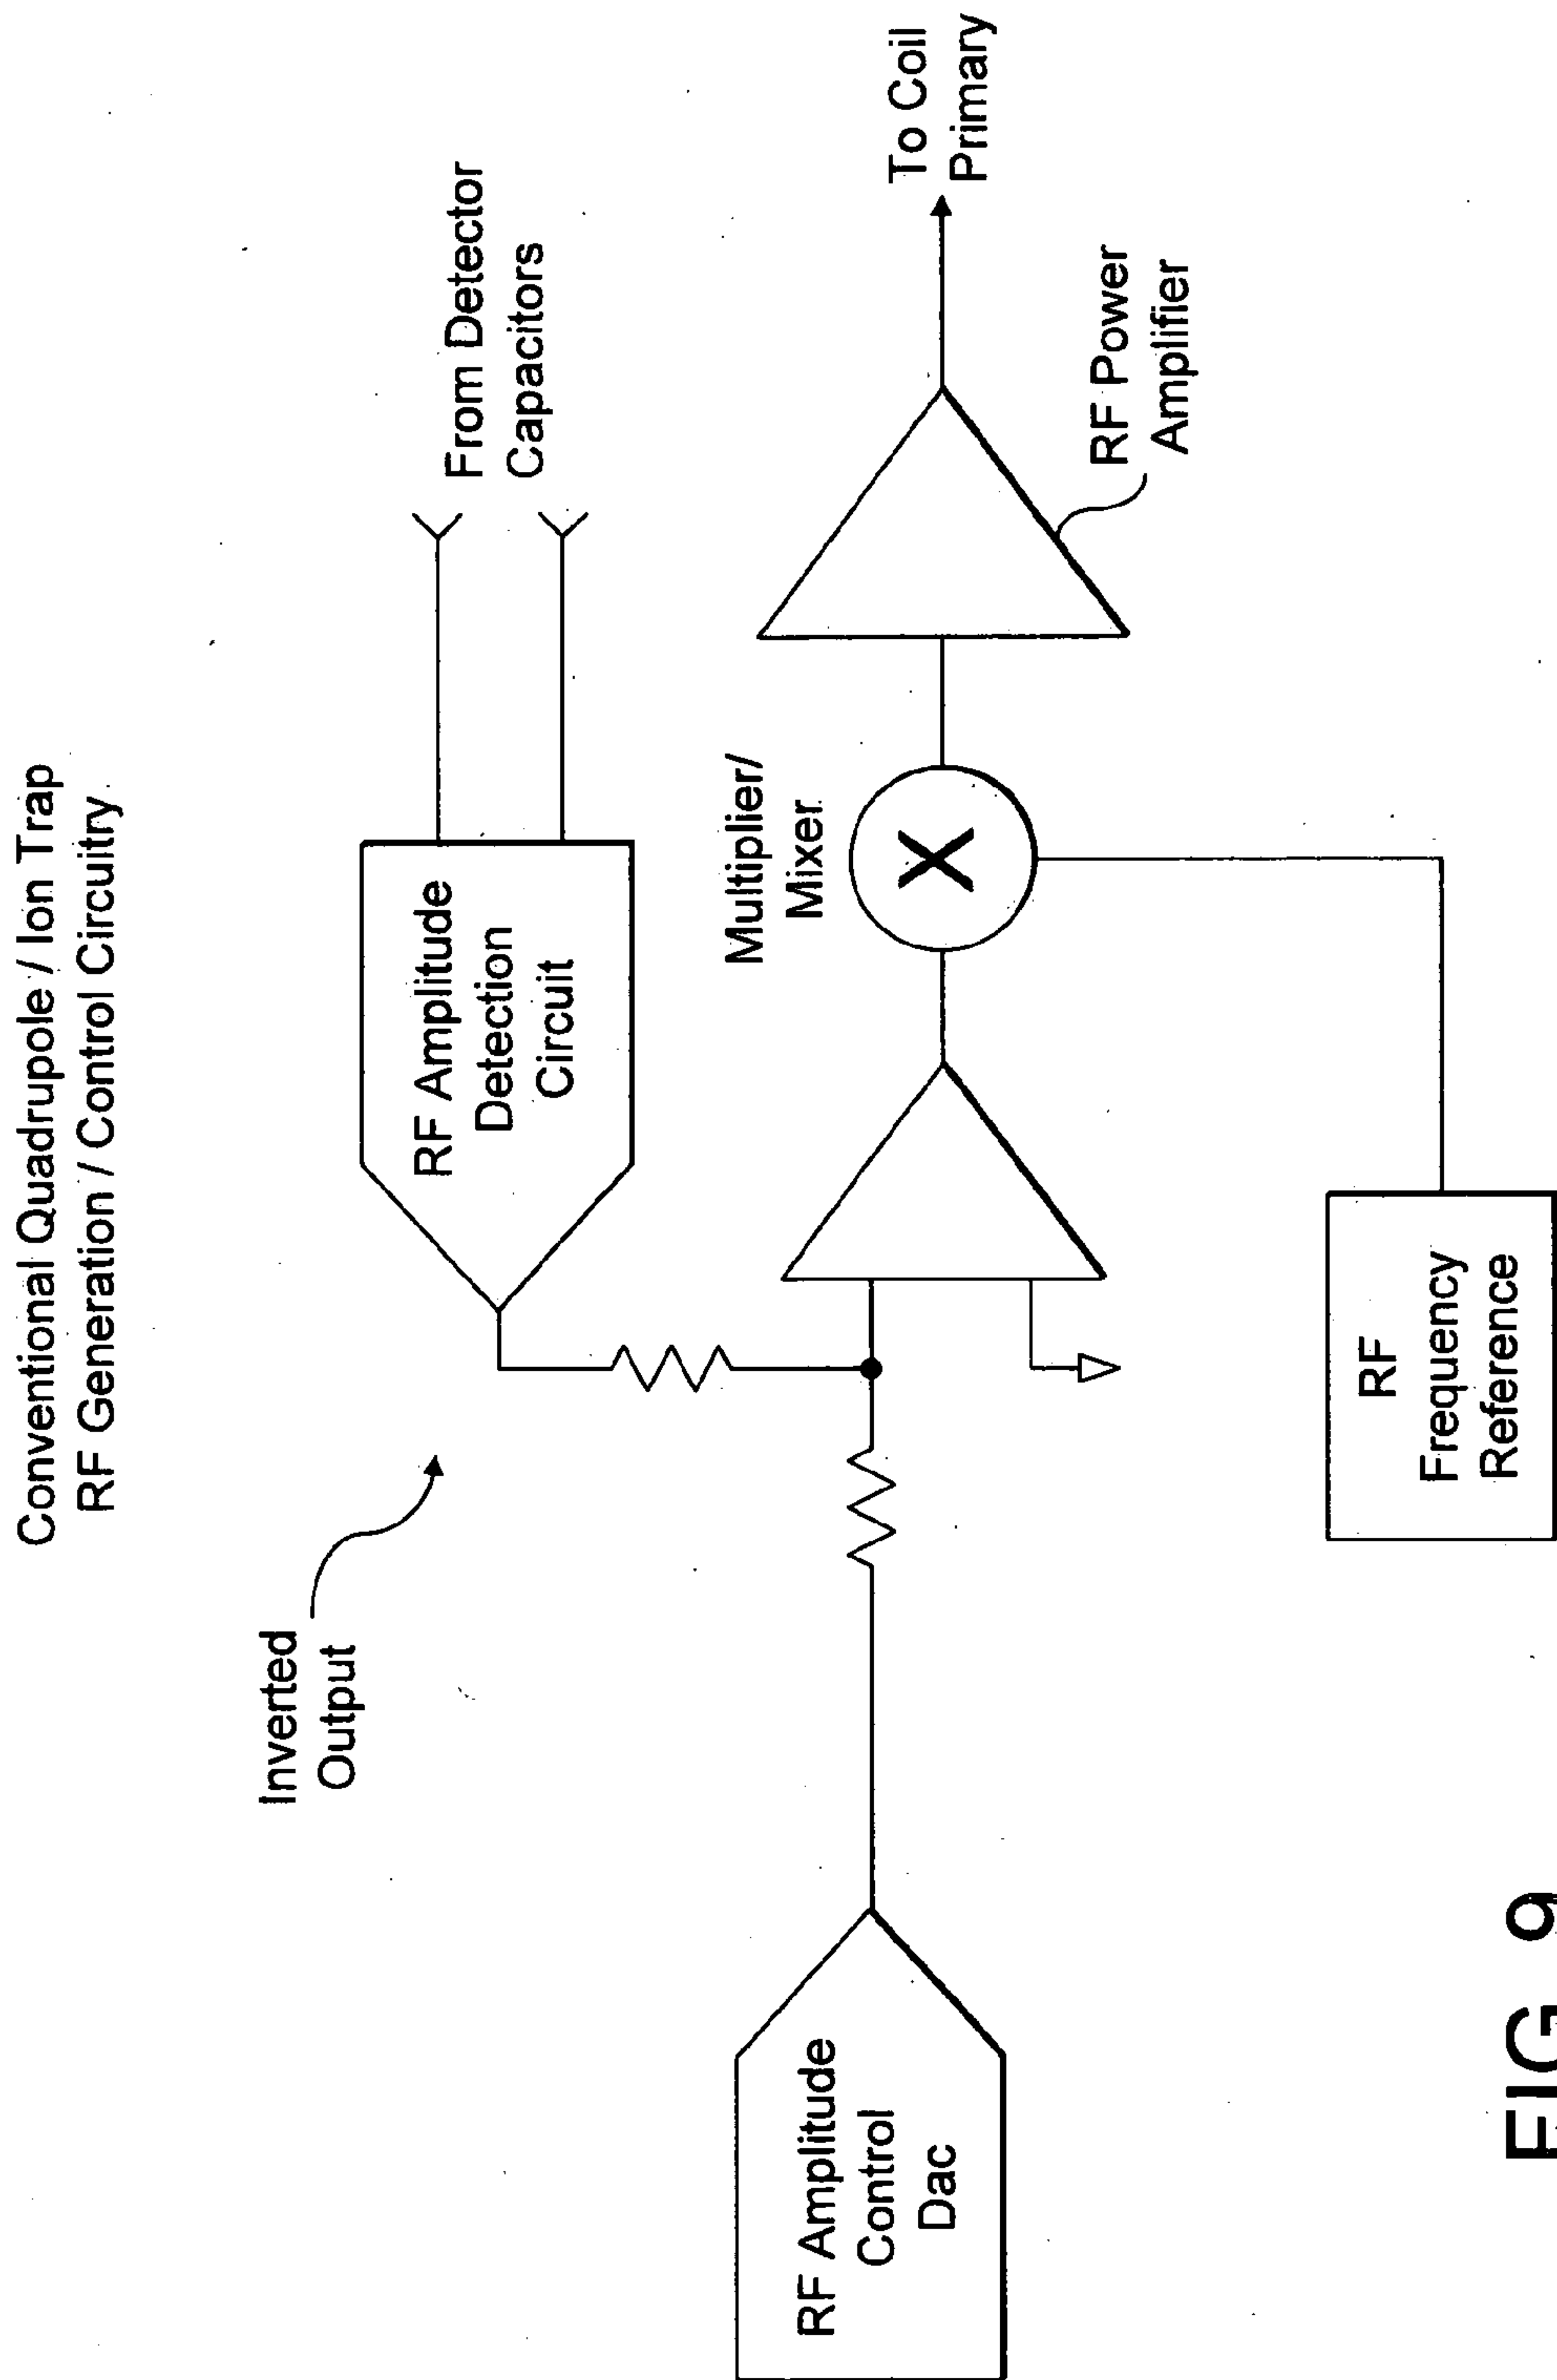 Conventional Quadrupole / Ion Trap
RF Generation / Control Circuitry
Inverted
Output
RF Amplitude
Detection
Circuit
From Detector
Capacitors
RF Amplitude
Control
Dac
Multiplier/
Mixer
X
To Coil
Primary
RF Power
Amplifier
RF
Frequency
Reference
FIG. 9